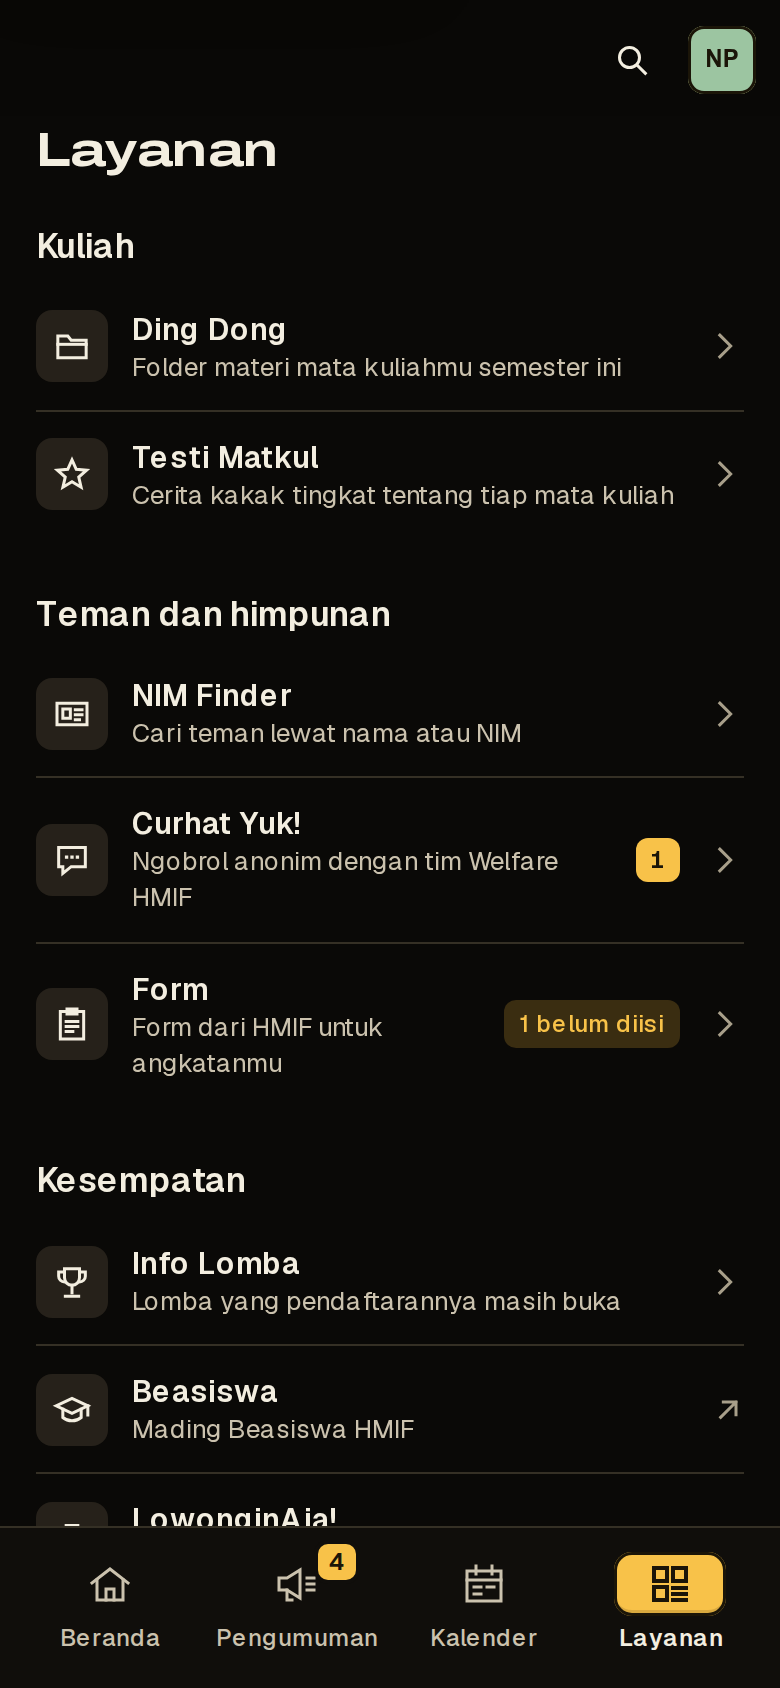 NP
Layanan
Kuliah
Ding Dong
Folder materi mata kuliahmu semester ini
Testi Matkul
Cerita kakak tingkat tentang tiap mata kuliah
Teman dan himpunan
NIM Finder
Cari teman lewat nama atau NIM
Curhat Yuk!
Ngobrol anonim dengan tim Welfare
HMIF
1
Form
Form dari HMIF untuk
angkatanmu
1 belum diisi
Kesempatan
Info Lomba
Lomba yang pendaftarannya masih buka
Beasiswa
Mading Beasiswa HMIF
LowonginAja!
4
Beranda
Pengumuman
Kalender
Layanan